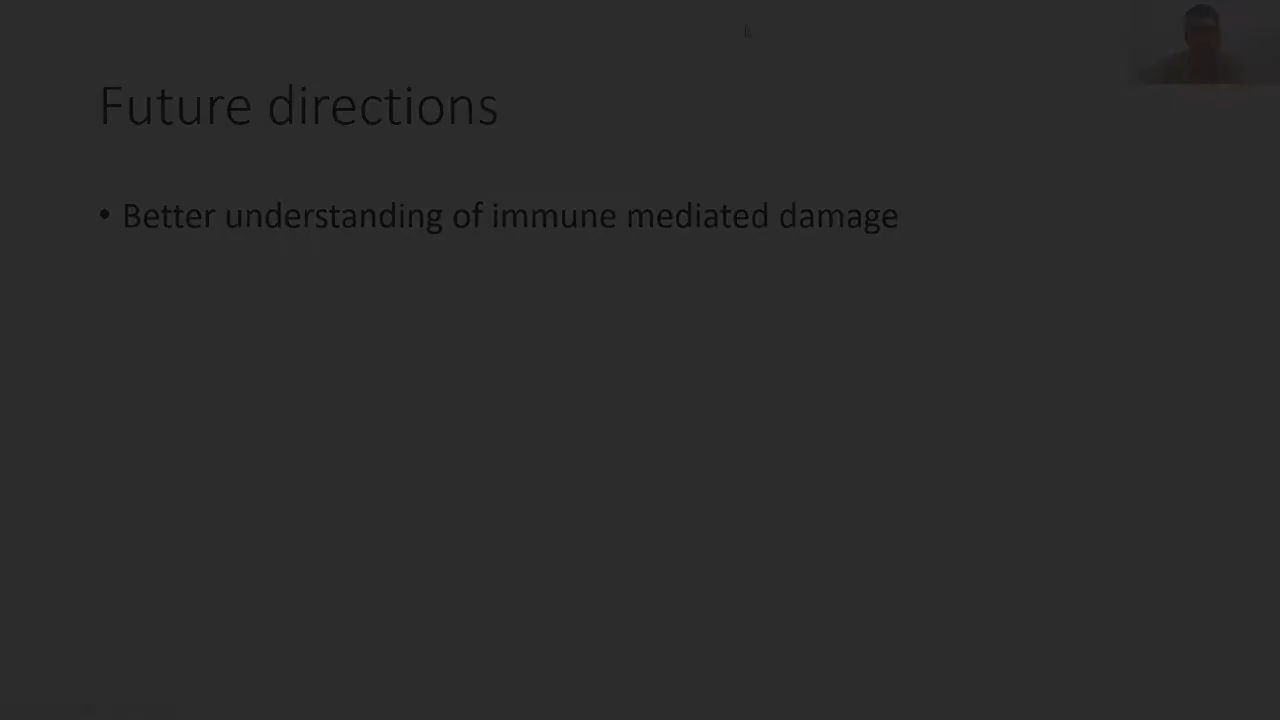 Future directions
• Better understanding of immune mediated damage